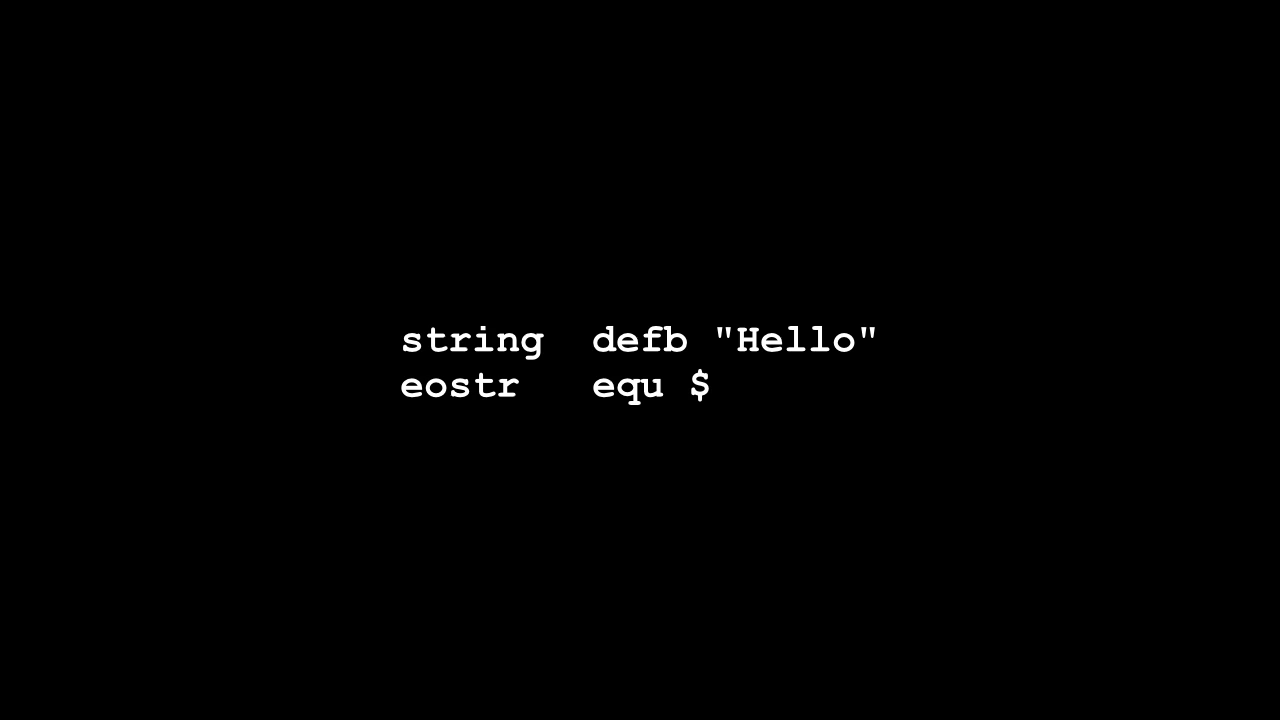 string  defb "Hello"
eostr   equ $